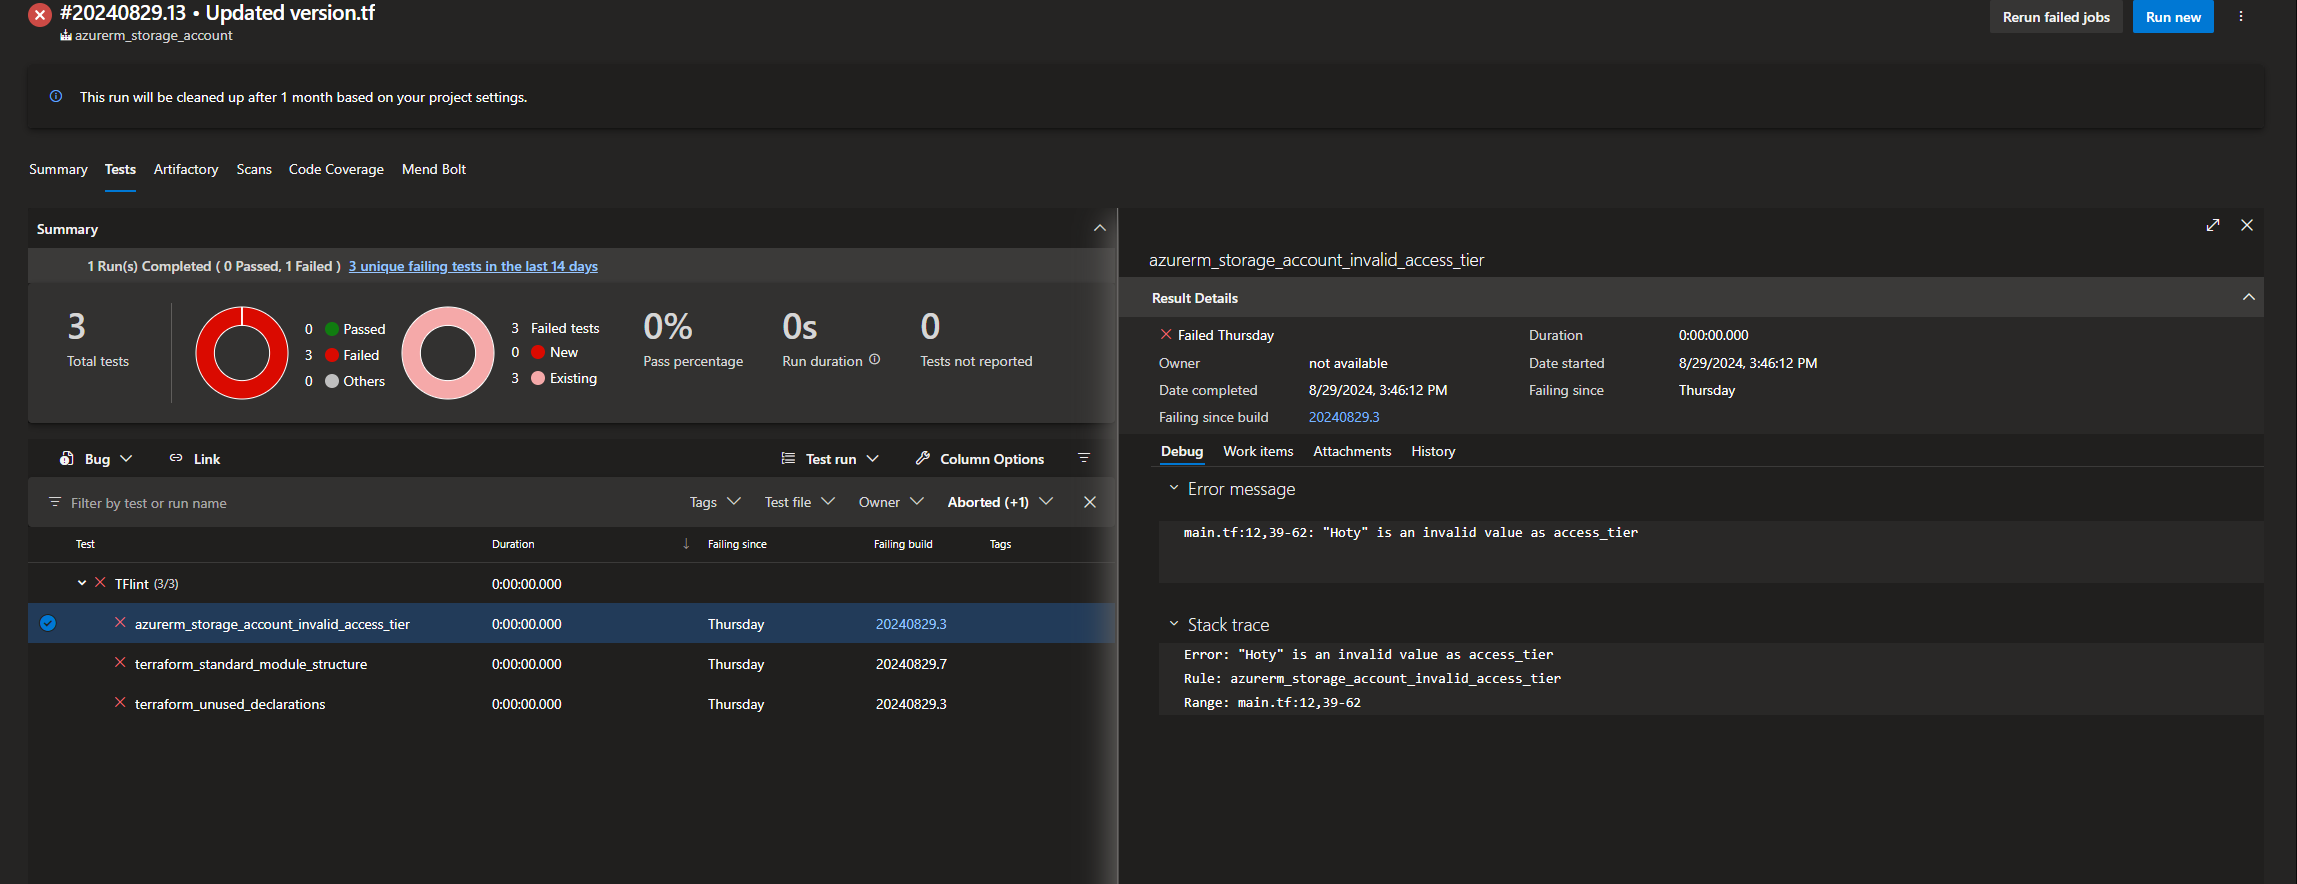 #20240829.13 • Updated version.tf
azurerm_storage_account
Rerun failed jobs
Run new
This run will be cleaned up after 1 month based on your project settings.
Summary Tests Artifactory Scans Code Coverage Mend Bolt
Summary
1 Run(s) Completed ( 0 Passed, 1 Failed ) 3 unique failing tests in the last 14 days
3
Total tests
0 Passed
3 Failed
0 Others
3 Failed tests
0 New
3 Existing
0%
Pass percentage
0s
Run duration
0
Tests not reported
Bug Link Test run Column Options
Filter by test or run name Tags Test file Owner Aborted (+1)
Test Duration Failing since Failing build Tags
TFlint (3/3) 0:00:00.000
azurerm_storage_account_invalid_access_tier 0:00:00.000 Thursday 20240829.3
terraform_standard_module_structure 0:00:00.000 Thursday 20240829.7
terraform_unused_declarations 0:00:00.000 Thursday 20240829.3
azurerm_storage_account_invalid_access_tier
Result Details
Failed Thursday Duration 0:00:00.000
Owner not available Date started 8/29/2024, 3:46:12 PM
Date completed 8/29/2024, 3:46:12 PM Failing since Thursday
Failing since build 20240829.3
Debug Work items Attachments History
Error message
main.tf:12,39-62: "Hoty" is an invalid value as access_tier
Stack trace
Error: "Hoty" is an invalid value as access_tier
Rule: azurerm_storage_account_invalid_access_tier
Range: main.tf:12,39-62